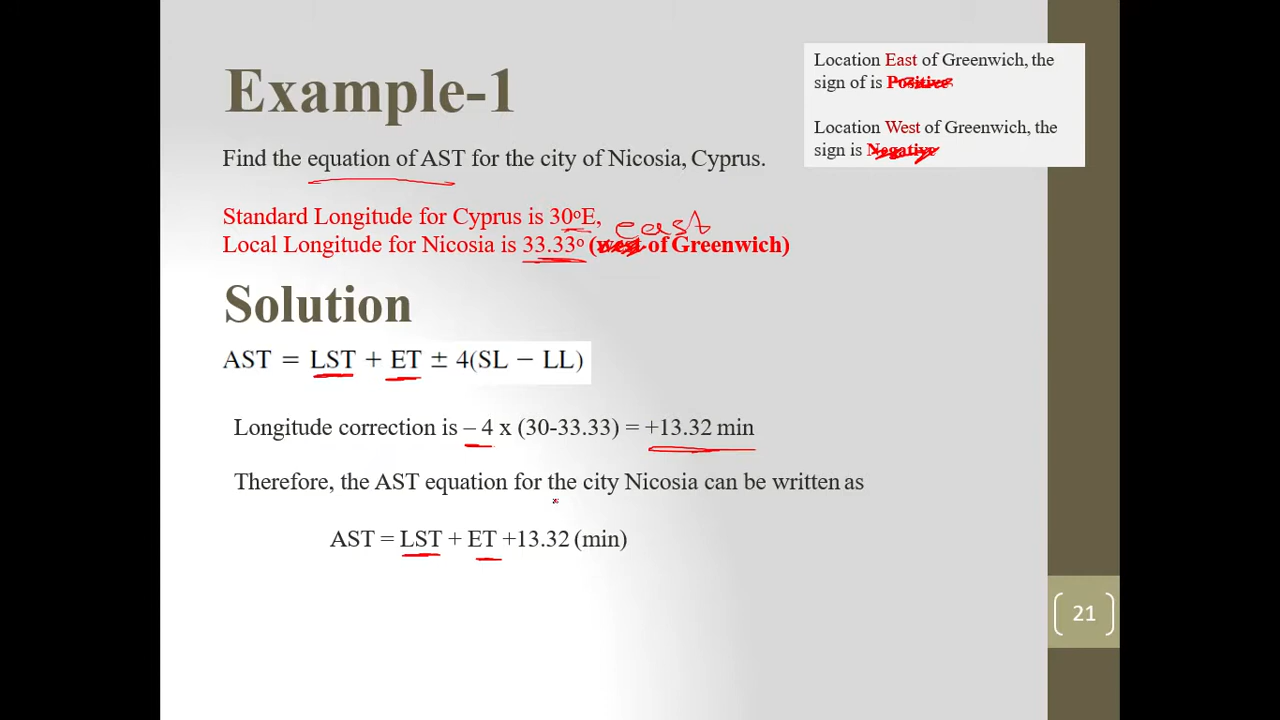 Example-1
Location East of Greenwich, the
sign of is Positive
Location West of Greenwich, the
sign is Negative
Find the equation of AST for the city of Nicosia, Cyprus.
Standard Longitude for Cyprus is 30ºE,
east
Local Longitude for Nicosia is 33.33º (west of Greenwich)
Solution
AST = LST + ET ± 4(SL − LL)
Longitude correction is – 4 x (30-33.33) = +13.32 min
Therefore, the AST equation for the city Nicosia can be written as
AST = LST + ET +13.32 (min)
21